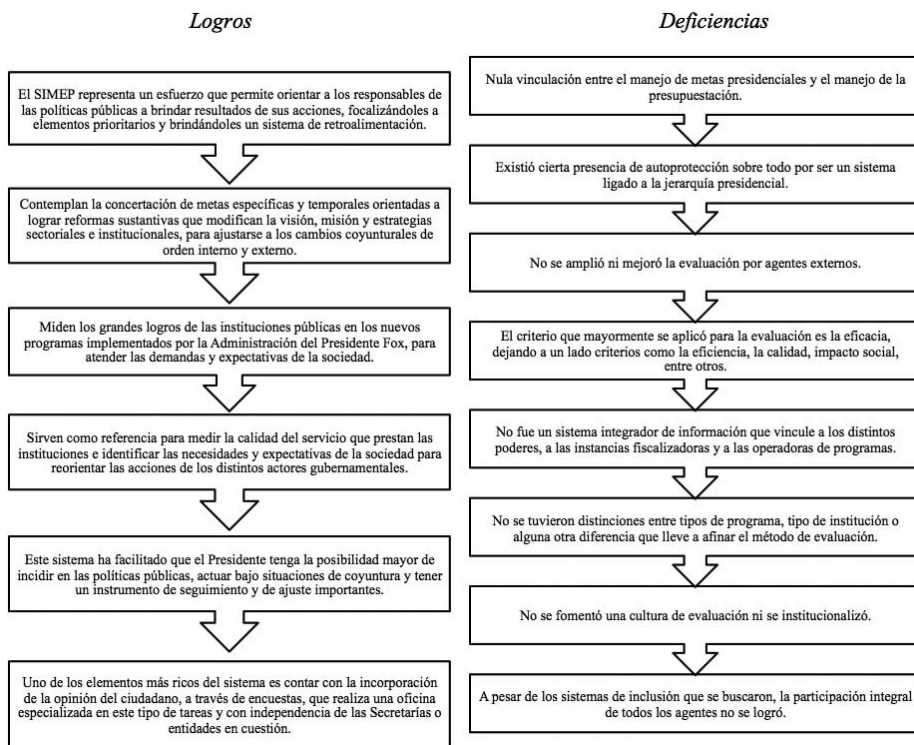 Logros
El SIMEP representa un esfuerzo que permite orientar a los responsables de
las políticas públicas a brindar resultados de sus acciones, focalizándoles a
elementos prioritarios y brindándoles un sistema de retroalimentación.
Contemplan la concertación de metas específicas y temporales orientadas a
lograr reformas sustantivas que modifican la visión, misión y estrategias
sectoriales e institucionales, para ajustarse a los cambios coyunturales de
orden interno y externo.
Miden los grandes logros de las instituciones públicas en los nuevos
programas implementados por la Administración del Presidente Fox, para
atender las demandas y expectativas de la sociedad.
Sirven como referencia para medir la calidad del servicio que prestan las
instituciones e identificar las necesidades y expectativas de la sociedad para
reorientar las acciones de los distintos actores gubernamentales.
Este sistema ha facilitado que el Presidente tenga la posibilidad mayor de
incidir en las políticas públicas, actuar bajo situaciones de coyuntura y tener
un instrumento de seguimiento y de ajuste importantes.
Uno de los elementos más ricos del sistema es contar con la incorporación
de la opinión del ciudadano, a través de encuestas, que realiza una oficina
especializada en este tipo de tareas y con independencia de las Secretarías o
entidades en cuestión.
Deficiencias
Nula vinculación entre el manejo de metas presidenciales y el manejo de la
presupuestación.
Existió cierta presencia de autoprotección sobre todo por ser un sistema
ligado a la jerarquía presidencial.
No se amplió ni mejoró la evaluación por agentes externos.
El criterio que mayormente se aplicó para la evaluación es la eficacia,
dejando a un lado criterios como la eficiencia, la calidad, impacto social,
entre otros.
No fue un sistema integrador de información que vincule a los distintos
poderes, a las instancias fiscalizadoras y a las operadoras de programas.
No se tuvieron distinciones entre tipos de programa, tipo de institución o
alguna otra diferencia que lleve a afinar el método de evaluación.
No se fomentó una cultura de evaluación ni se institucionalizó.
A pesar de los sistemas de inclusión que se buscaron, la participación integral
de todos los agentes no se logró.